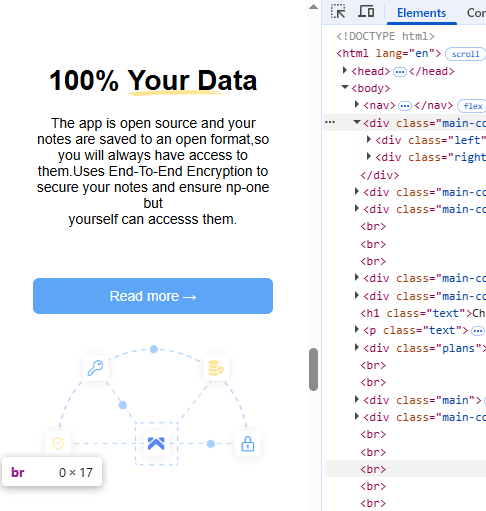 100% Your Data
The app is open source and your
notes are saved to an open format,so
you will always have access to
them.Uses End-To-End Encryption to
secure your notes and ensure np-one
but
yourself can accesss them.
Read more →
br 0 × 17
Elements Con
<!DOCTYPE html>
<html lang="en"> scroll
<head> ⋯ </head>
<body>
<nav> ⋯ </nav> flex
⋯ <div class="main-co
<div class="left
<div class="right
</div>
<div class="main-co
<div class="main-co
<br>
<br>
<br>
<div class="main-co
<div class="main-co
<h1 class="text">Ch
<p class="text"> ⋯
<div class="plans">
<br>
<br>
<div class="main">
<div class="main-co
<br>
<br>
<br>
<br>
<br>